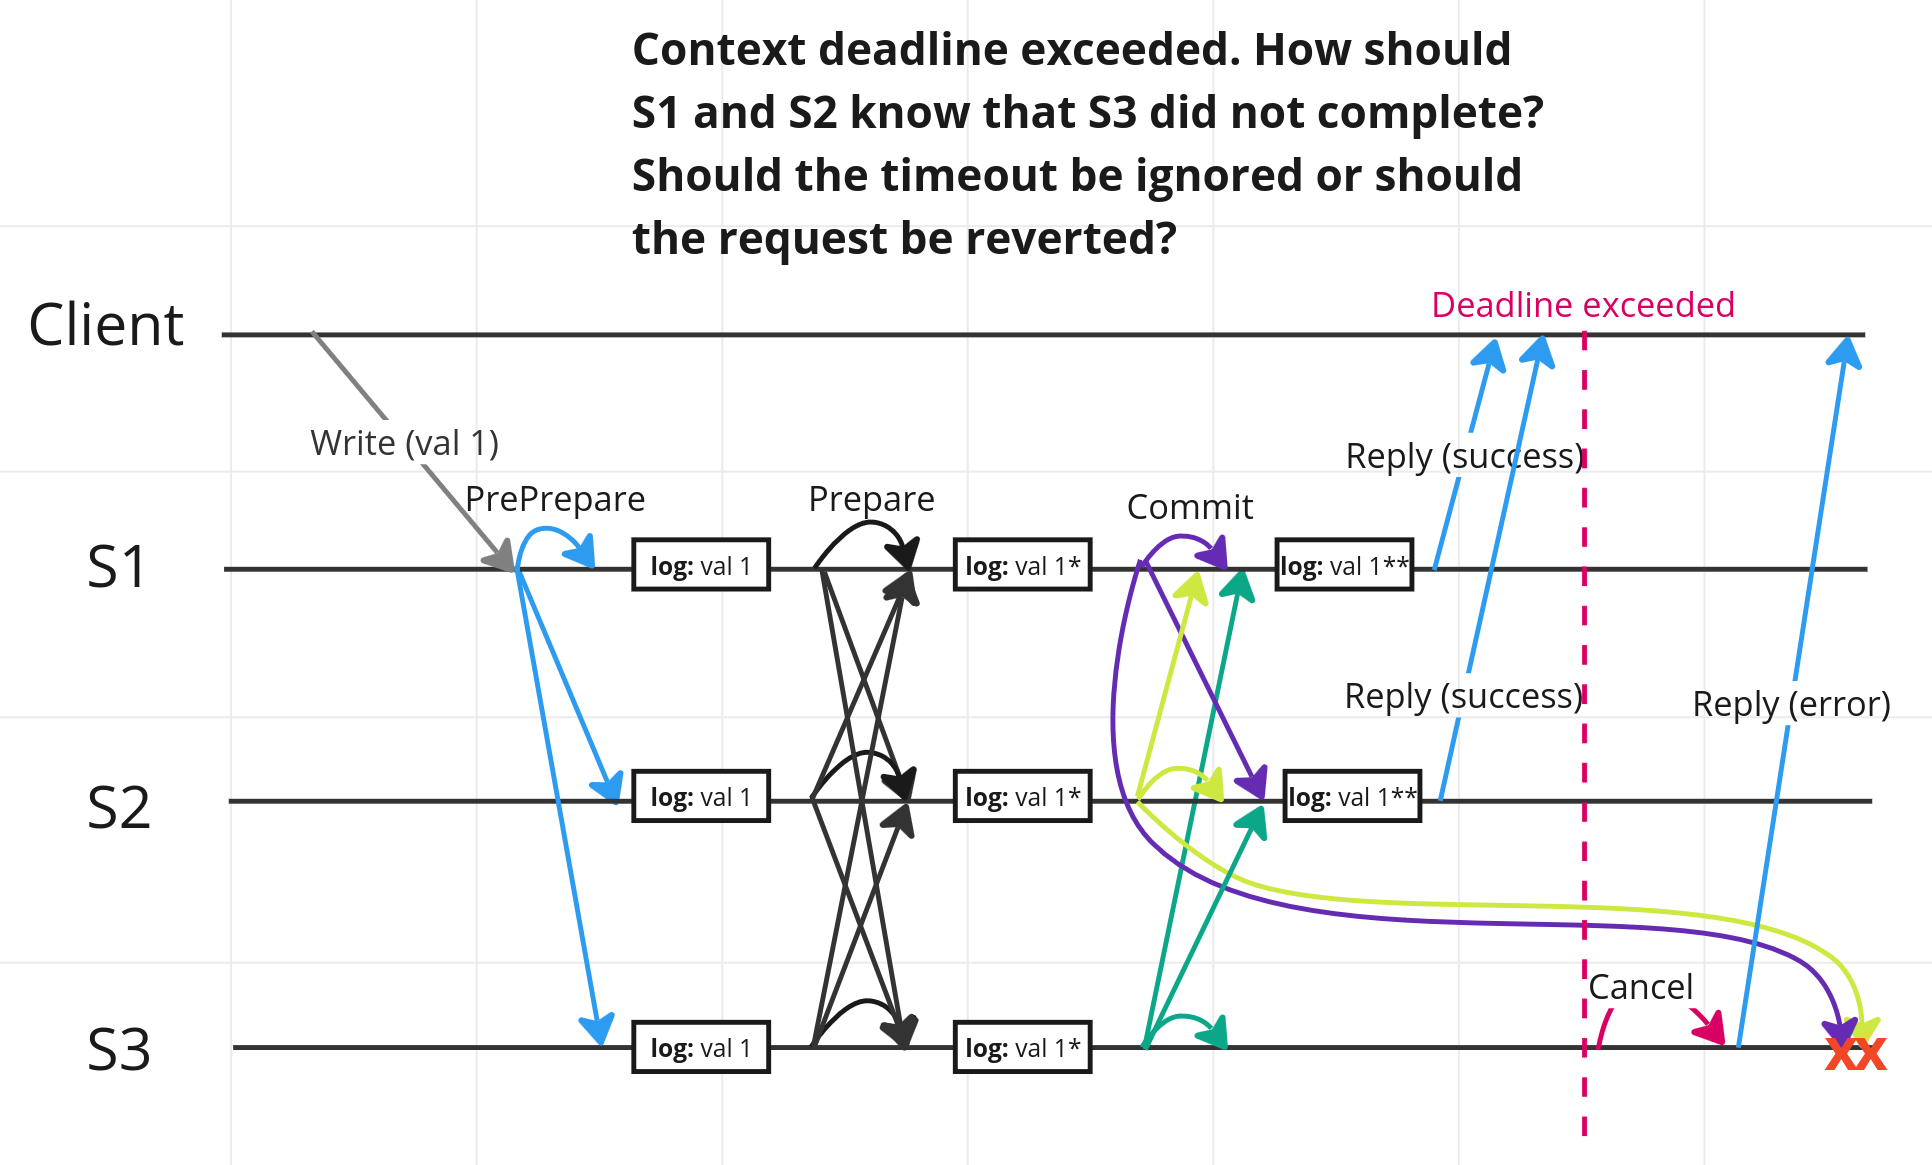 Context deadline exceeded. How should
S1 and S2 know that S3 did not complete?
Should the timeout be ignored or should
the request be reverted?
Deadline exceeded
Client
Write (val 1)
Reply (success)
PrePrepare
Prepare
Commit
S1
log: val 1
log: val 1*
log: val 1**
Reply (success)
Reply (error)
S2
log: val 1
log: val 1*
log: val 1**
Cancel
S3
log: val 1
log: val 1*
xx